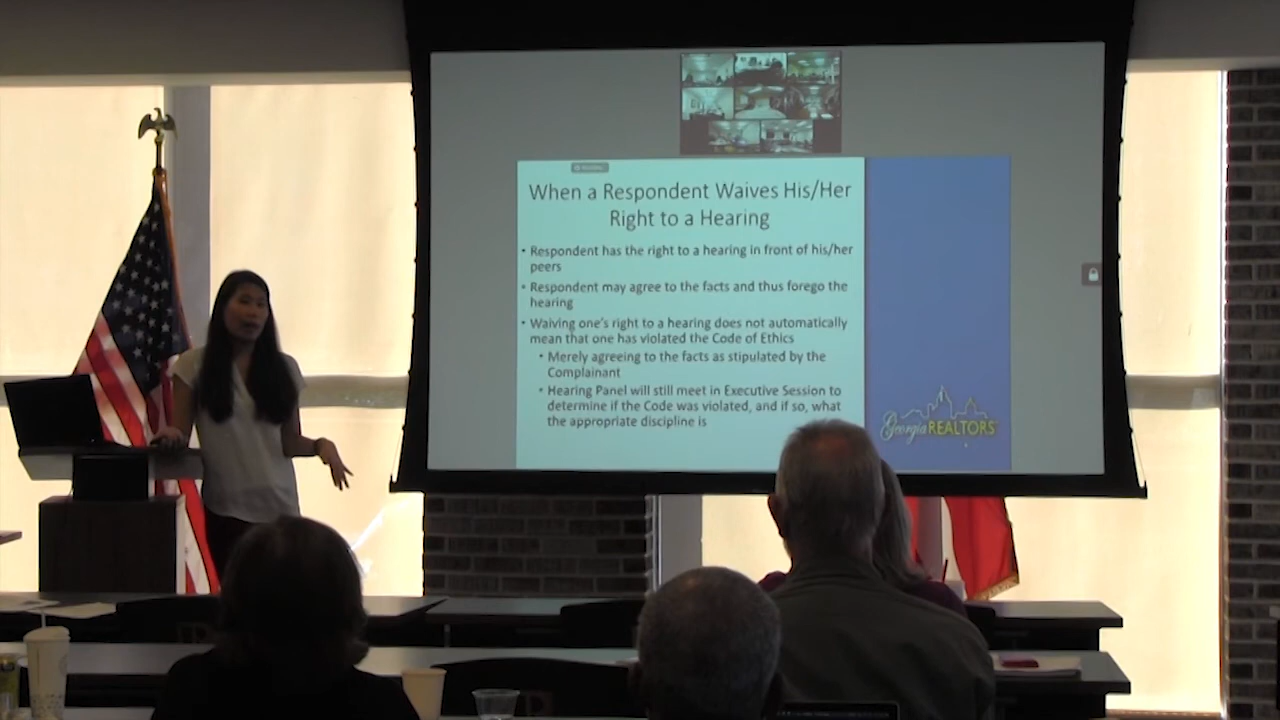 When a Respondent Waives His/Her
Right to a Hearing
• Respondent has the right to a hearing in front of his/her
peers
• Respondent may agree to the facts and thus forego the
hearing
• Waiving one's right to a hearing does not automatically
mean that one has violated the Code of Ethics
• Merely agreeing to the facts as stipulated by the
Complainant
• Hearing Panel will still meet in Executive Session to
determine if the Code was violated, and if so, what
the appropriate discipline is
Georgia REALTORS